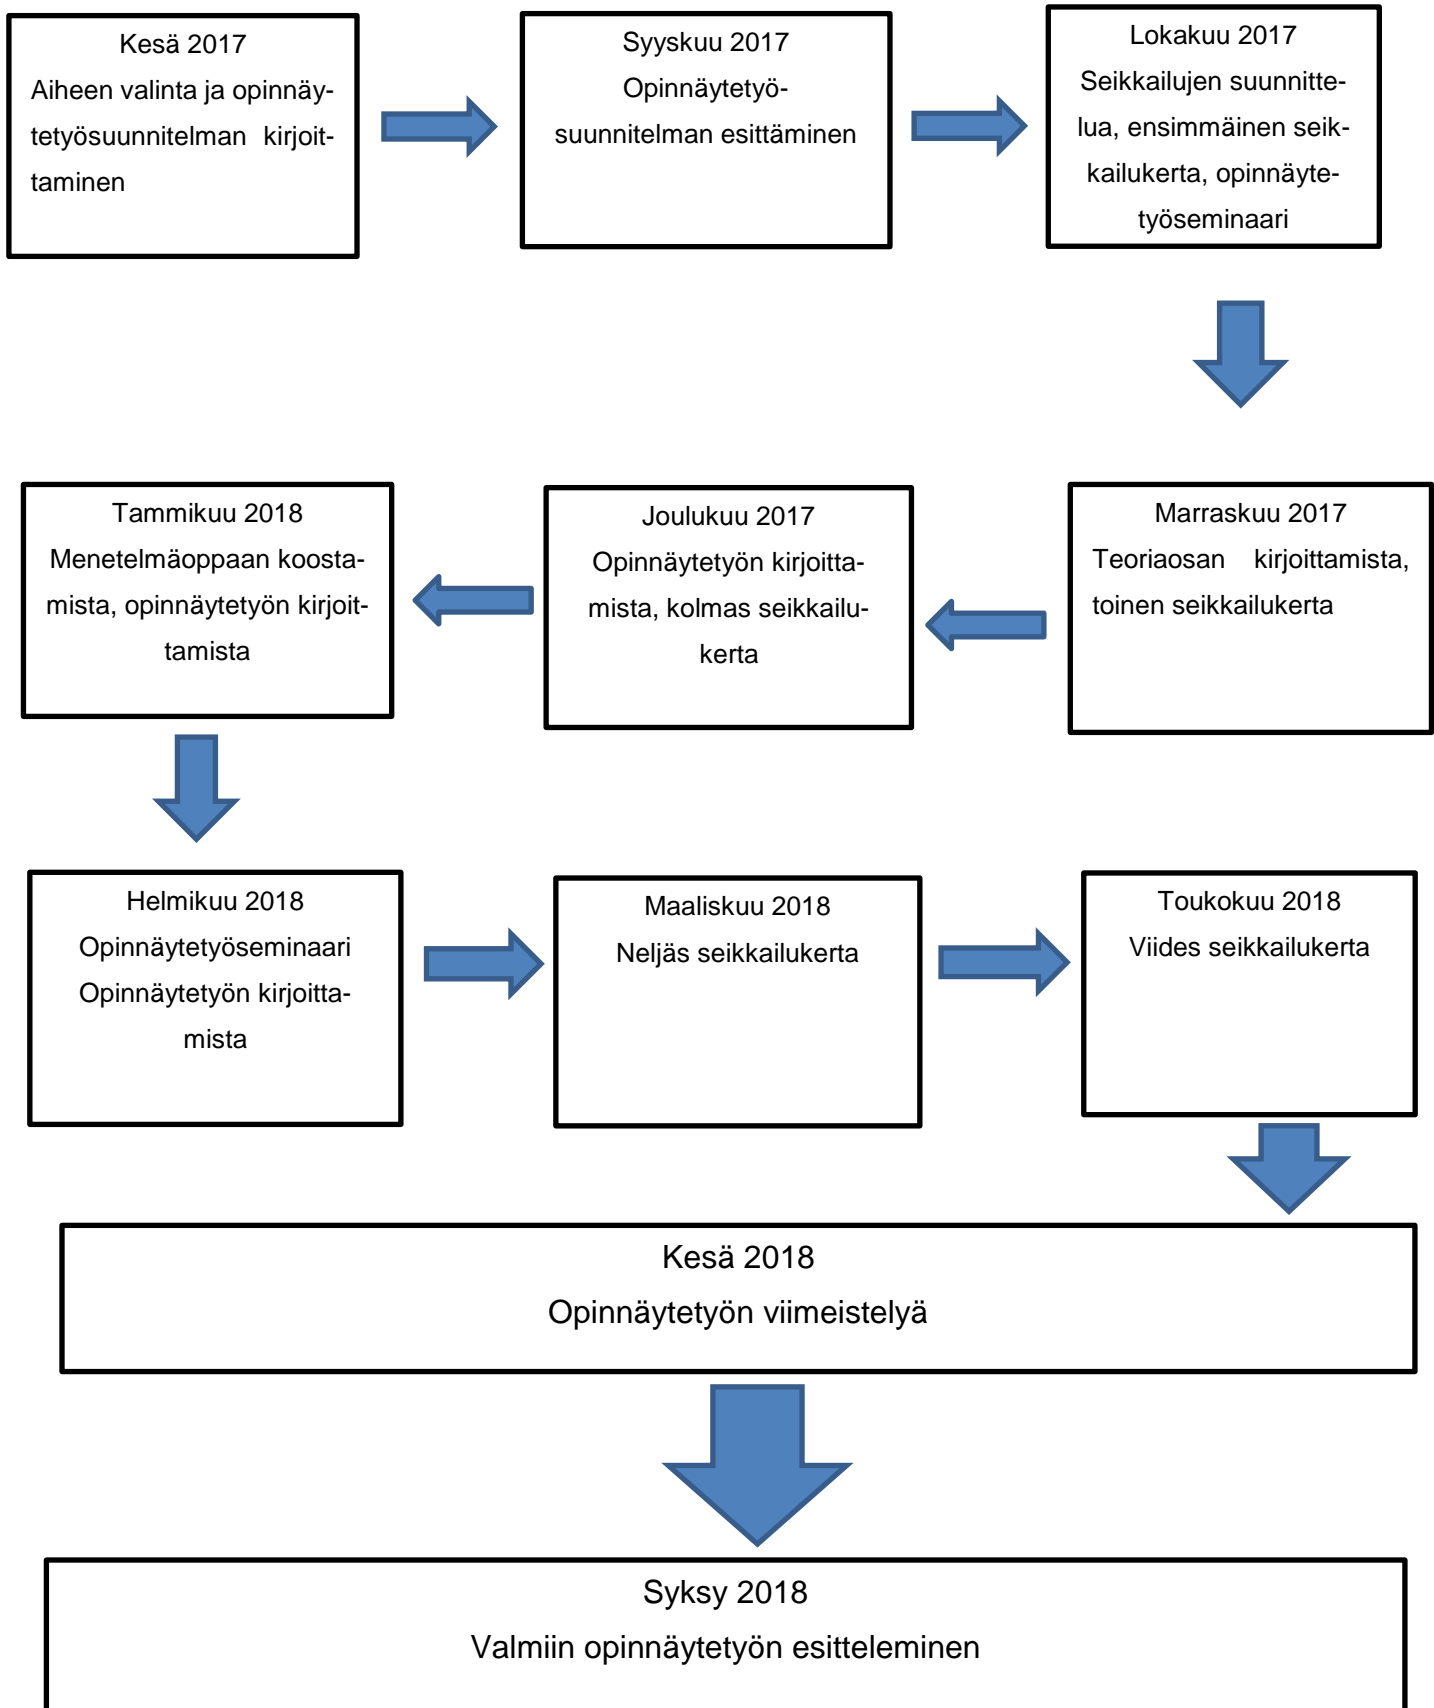 Kesä 2017
Aiheen valinta ja opinnäy-
tetyösuunnitelman kirjoit-
taminen
Syyskuu 2017
Opinnäytetyö-
suunnitelman esittäminen
Lokakuu 2017
Seikkailujen suunnitte-
lua, ensimmäinen seik-
kailukerta, opinnäyte-
työseminaari
Marraskuu 2017
Teoriaosan kirjoittamista,
toinen seikkailukerta
Joulukuu 2017
Opinnäytetyön kirjoitta-
mista, kolmas seikkailu-
kerta
Tammikuu 2018
Menetelmäoppaan koosta-
mista, opinnäytetyön kirjoit-
tamista
Helmikuu 2018
Opinnäytetyöseminaari
Opinnäytetyön kirjoitta-
mista
Maaliskuu 2018
Neljäs seikkailukerta
Toukokuu 2018
Viides seikkailukerta
Kesä 2018
Opinnäytetyön viimeistelyä
Syksy 2018
Valmiin opinnäytetyön esitteleminen